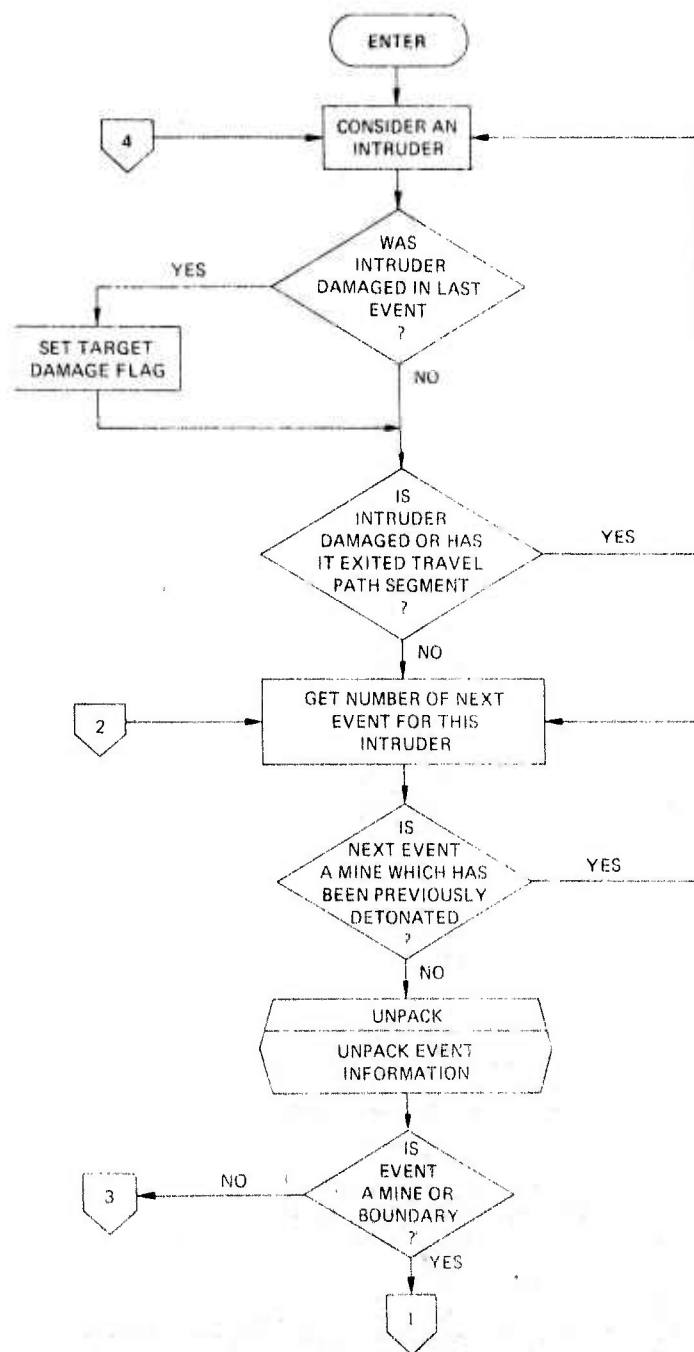 ENTER
4
CONSIDER AN
INTRUDER
WAS
INTRUDER
DAMAGED IN LAST
EVENT
?
YES
SET TARGET
DAMAGE FLAG
NO
IS
INTRUDER
DAMAGED OR HAS
IT EXITED TRAVEL
PATH SEGMENT
?
YES
NO
2
GET NUMBER OF NEXT
EVENT FOR THIS
INTRUDER
IS
NEXT EVENT
A MINE WHICH HAS
BEEN PREVIOUSLY
DETONATED
?
YES
NO
UNPACK
UNPACK EVENT
INFORMATION
IS
EVENT
A MINE OR
BOUNDARY
?
NO
3
YES
1